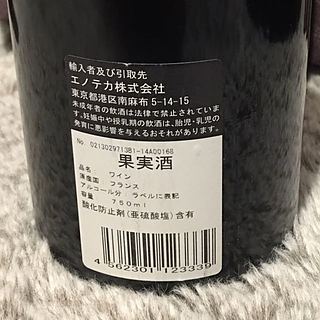 輸入者及び引取先
エノテカ株式会社
東京都港区南麻布5-14-15
未成年者の飲酒は法律で禁止されていま
す。妊娠中や授乳期の飲酒は、胎児・乳児の
発育に悪影響を与えるおそれがあります。
No. 0213029713B1-14A00168
果実酒
品名 : ワイン
原産国 : フランス
アルコール分 : ラベルに表記
容量 : 750ml
酸化防止剤(亜硫酸塩)含有
4 562301 123339